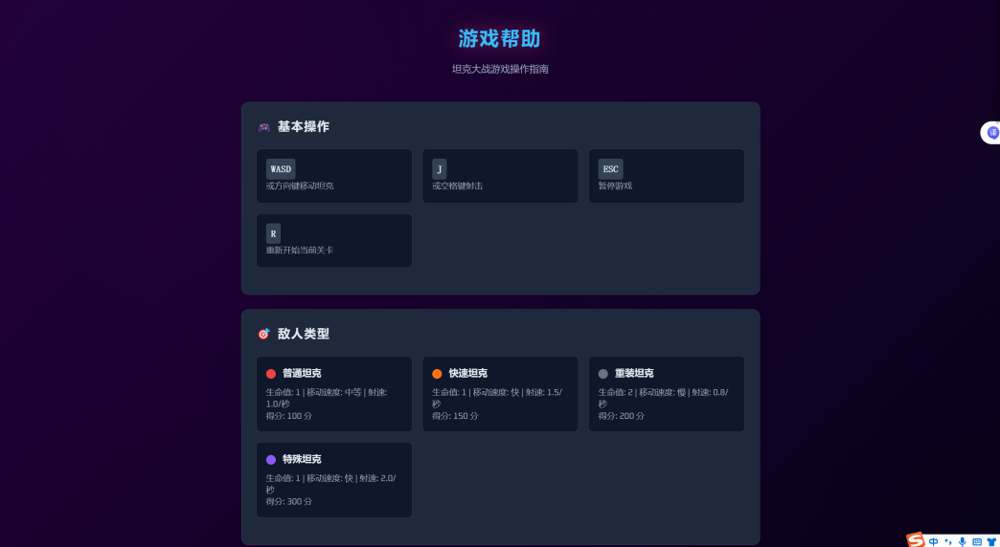 游戏帮助
坦克大战游戏操作指南
基本操作
WASD
或方向键移动坦克
J
或空格键射击
ESC
暂停游戏
R
重新开始当前关卡
敌人类型
普通坦克
生命值: 1 | 移动速度: 中等 | 射速:
1.0/秒
得分: 100 分
快速坦克
生命值: 1 | 移动速度: 快 | 射速: 1.5/
秒
得分: 150 分
重装坦克
生命值: 2 | 移动速度: 慢 | 射速: 0.8/
秒
得分: 200 分
特殊坦克
生命值: 1 | 移动速度: 快 | 射速: 2.0/
秒
得分: 300 分
S 中